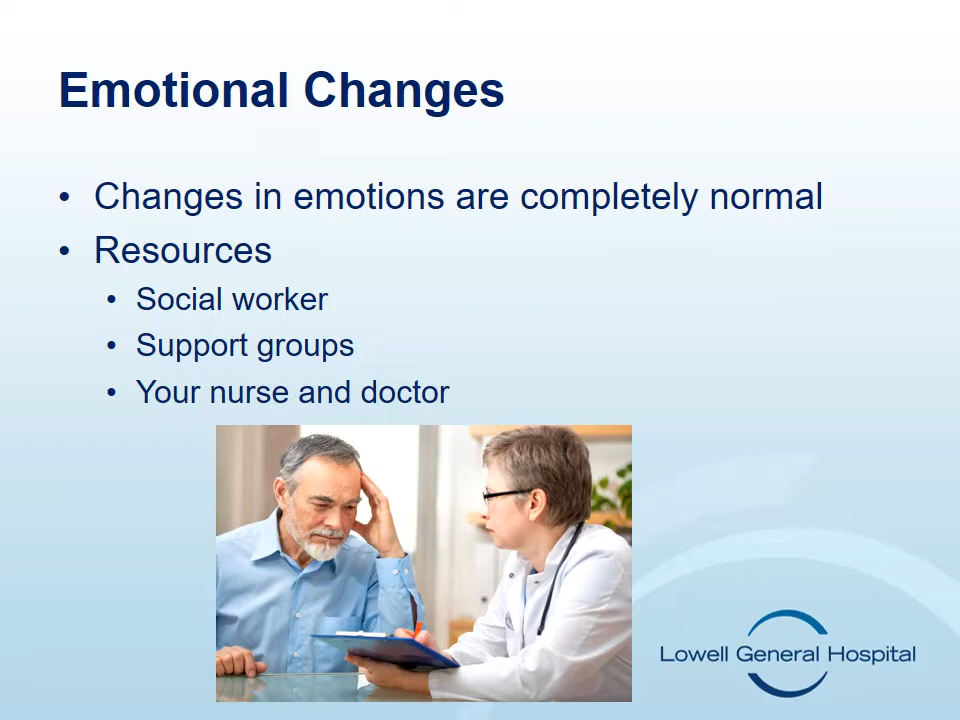 Emotional Changes
• Changes in emotions are completely normal
• Resources
• Social worker
• Support groups
• Your nurse and doctor
Lowell General Hospital